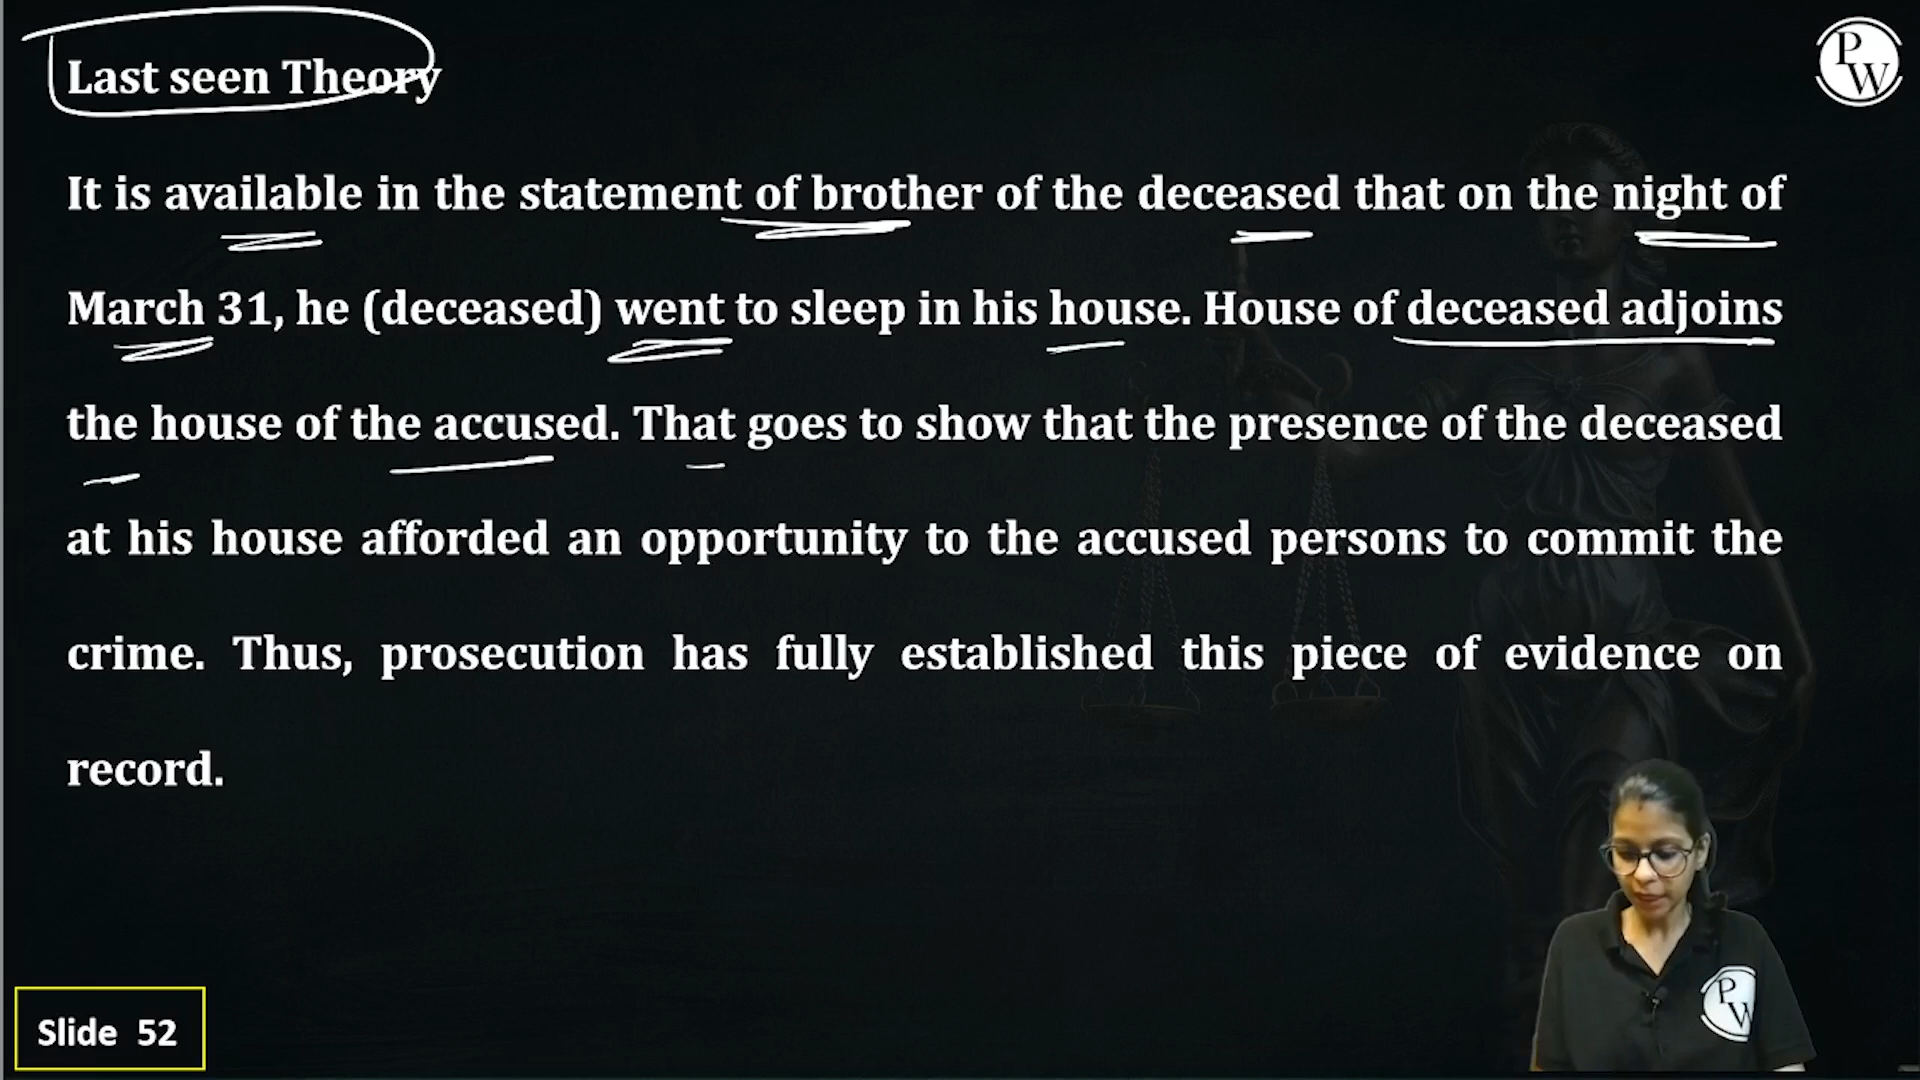 Last seen Theory
PW
It is available in the statement of brother of the deceased that on the night of
March 31, he (deceased) went to sleep in his house. House of deceased adjoins
the house of the accused. That goes to show that the presence of the deceased
at his house afforded an opportunity to the accused persons to commit the
crime. Thus, prosecution has fully established this piece of evidence on
record.
PW
Slide 52